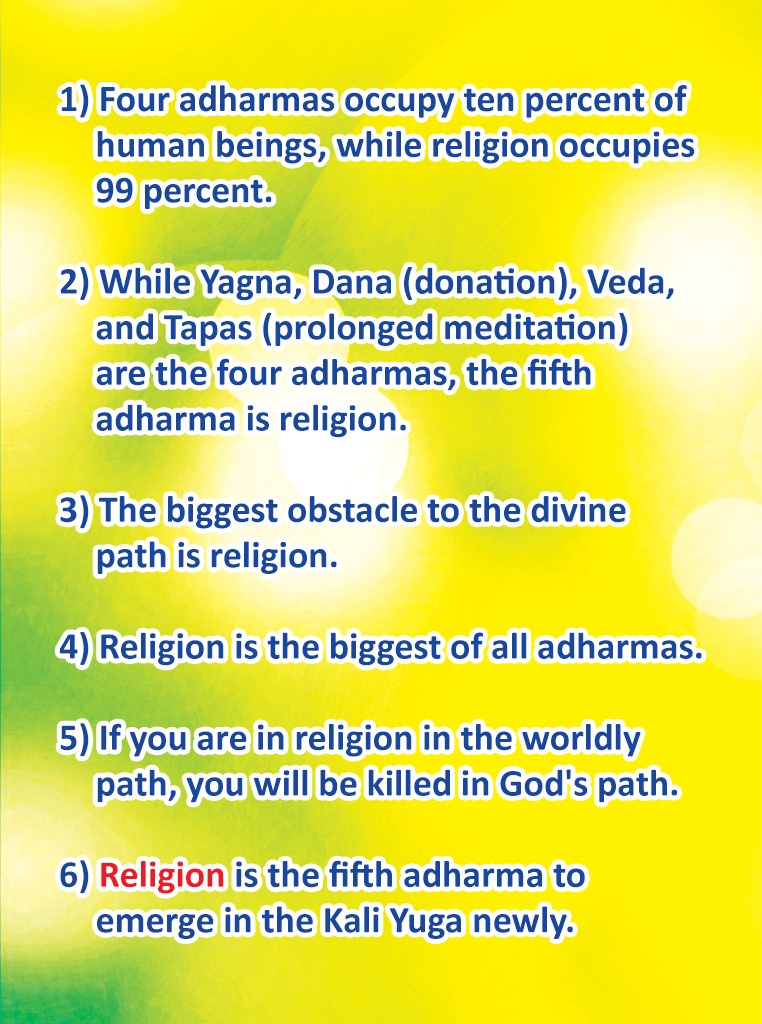 1) Four adharmas occupy ten percent of
human beings, while religion occupies
99 percent.
2) While Yagna, Dana (donation), Veda,
and Tapas (prolonged meditation)
are the four adharmas, the fifth
adharma is religion.
3) The biggest obstacle to the divine
path is religion.
4) Religion is the biggest of all adharmas.
5) If you are in religion in the worldly
path, you will be killed in God's path.
6) Religion is the fifth adharma to
emerge in the Kali Yuga newly.